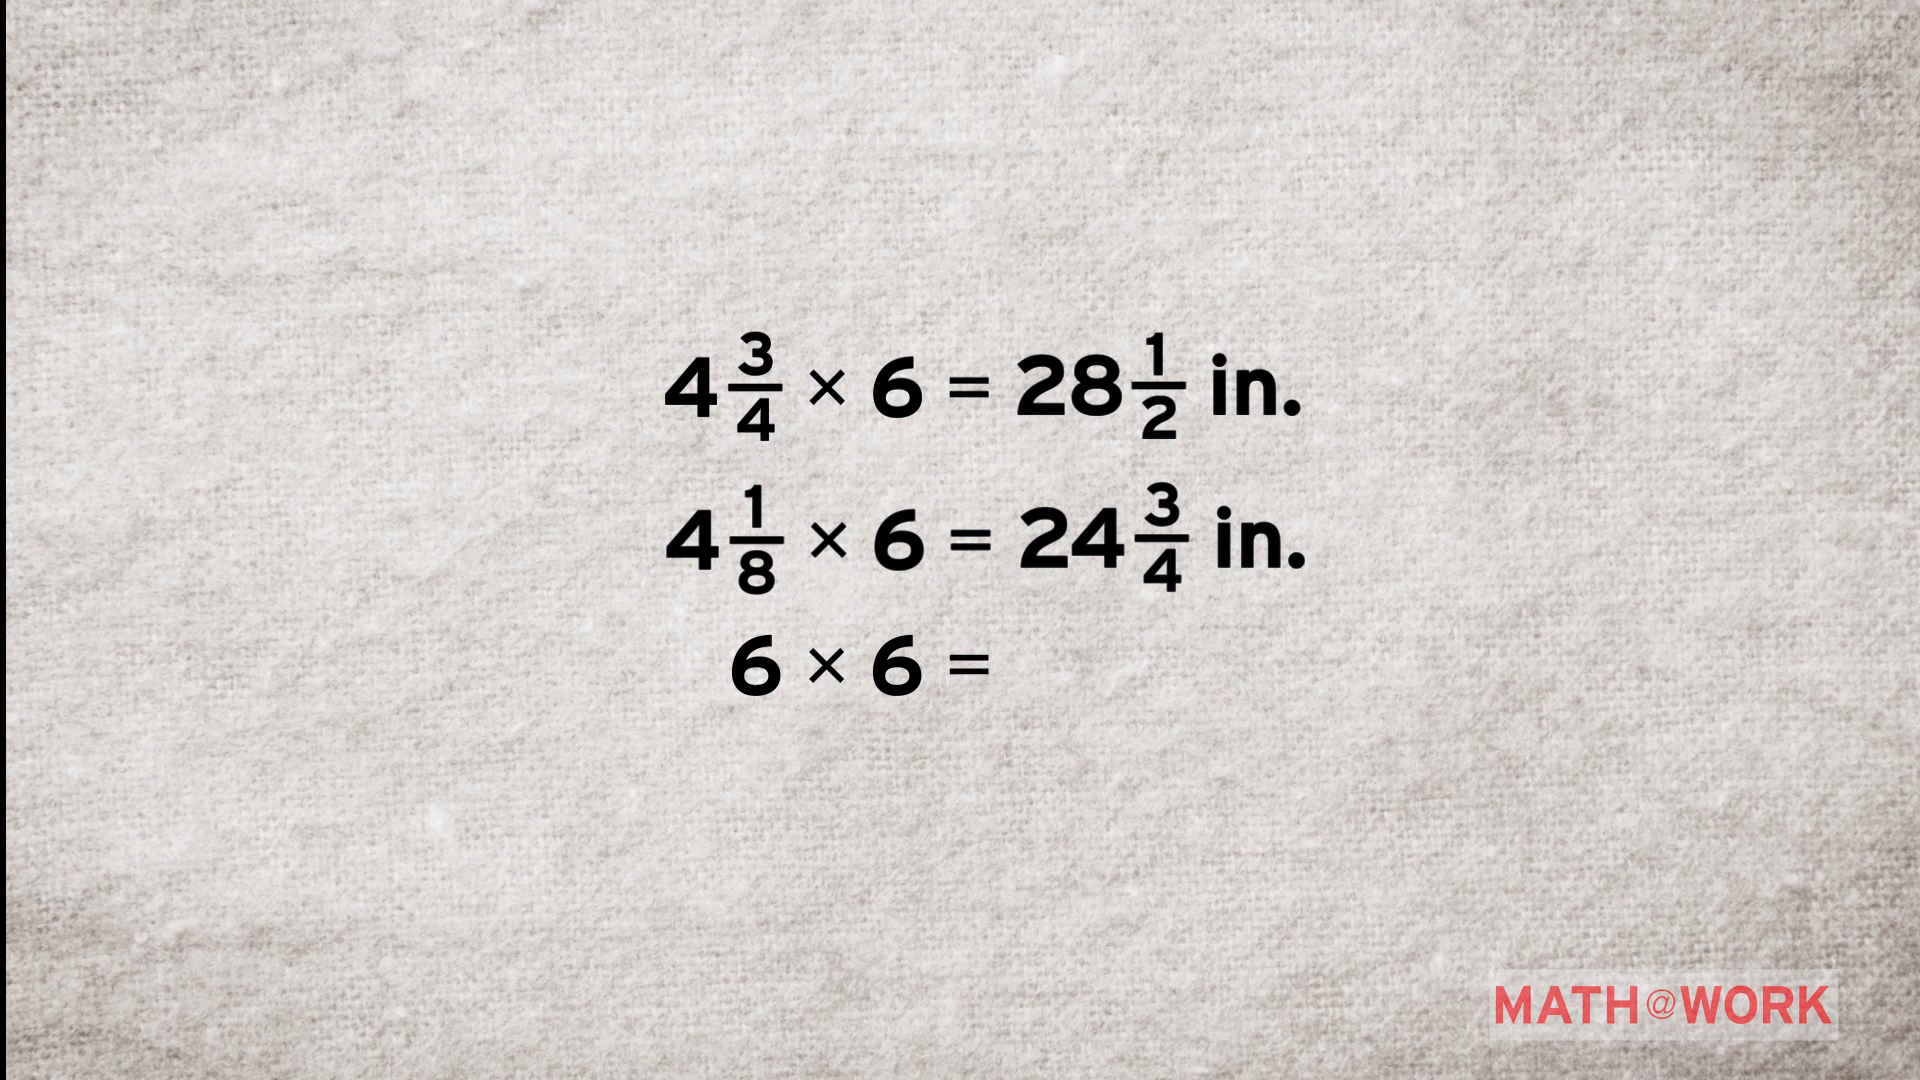 4 3/4 × 6 = 28 1/2 in.
4 1/8 × 6 = 24 3/4 in.
6 × 6 =
MATH@WORK